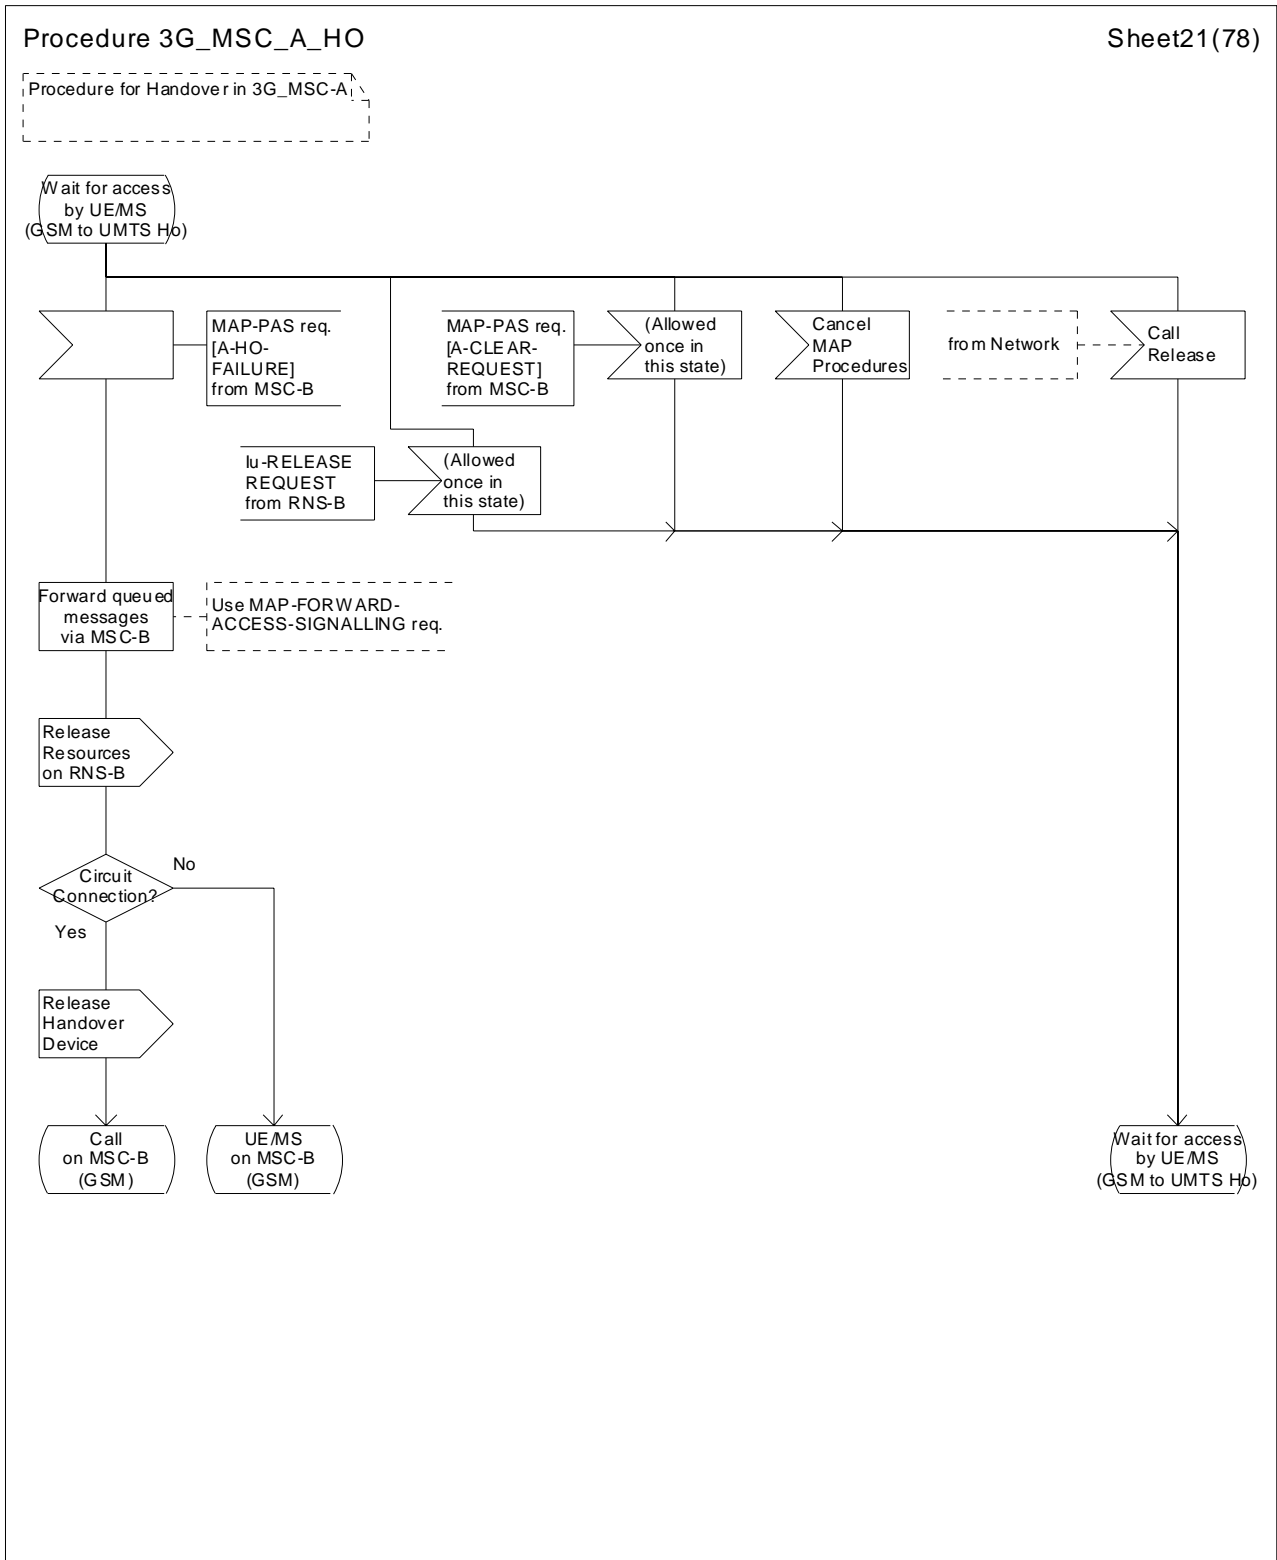 Procedure 3G_MSC_A_HO
Sheet21(78)
Procedure for Handover in 3G_MSC-A
Wait for access
by UE/MS
(GSM to UMTS Ho)
MAP-PAS req.
[A-HO-
FAILURE]
from MSC-B
MAP-PAS req.
[A-CLEAR-
REQUEST]
from MSC-B
(Allowed
once in
this state)
Cancel
MAP
Procedures
from Network
Call
Release
Iu-RELEASE
REQUEST
from RNS-B
(Allowed
once in
this state)
Forward queued
messages
via MSC-B
Use MAP-FORWARD-
ACCESS-SIGNALLING req.
Release
Resources
on RNS-B
Circuit
Connection?
No
Yes
Release
Handover
Device
Call
on MSC-B
(GSM)
UE/MS
on MSC-B
(GSM)
Wait for access
by UE/MS
(GSM to UMTS Ho)